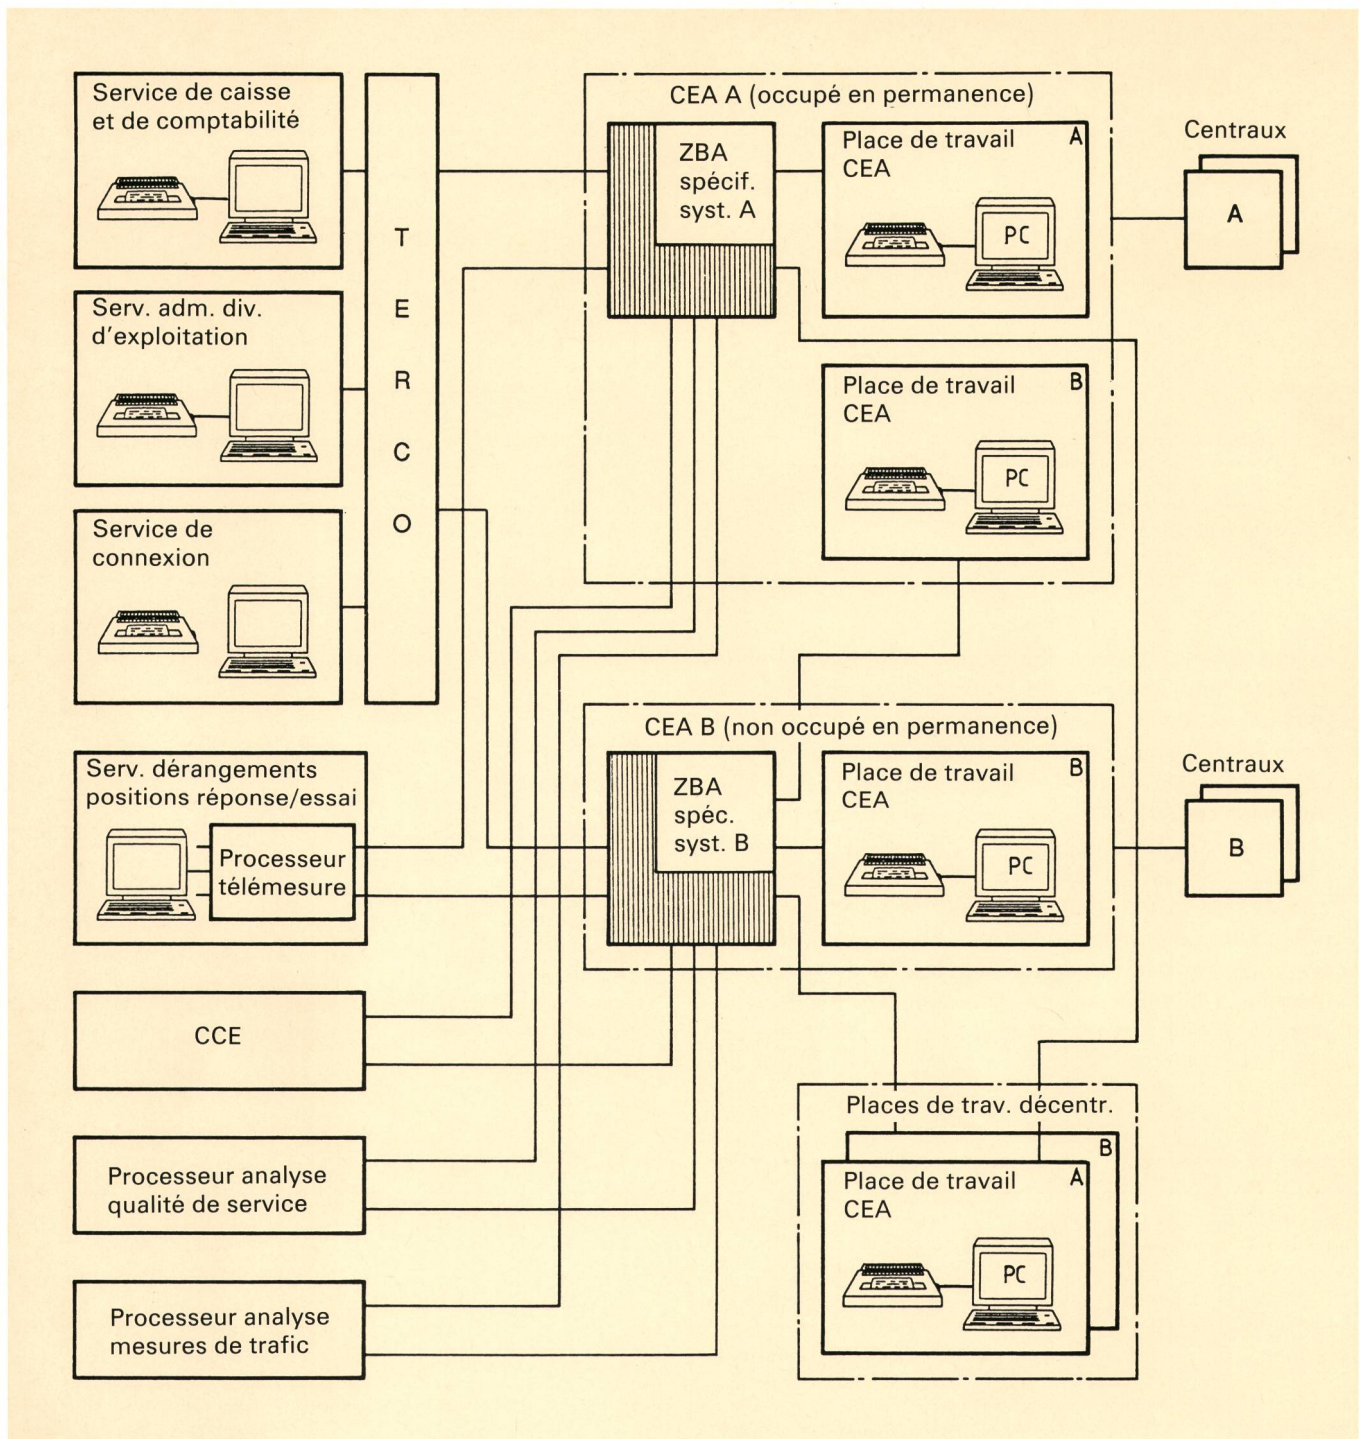 Service de caisse
et de comptabilité
Serv. adm. div.
d'exploitation
Service de
connexion
T
E
R
C
O
CEA A (occupé en permanence)
ZBA
spécif.
syst. A
Place de travail
CEA
A
PC
Place de travail
CEA
B
PC
Centraux
A
Serv. dérangements
positions réponse/essai
Processeur
télémesure
CEA B (non occupé en permanence)
ZBA
spéc.
syst. B
Place de travail
CEA
B
PC
Centraux
B
CCE
Processeur analyse
qualité de service
Processeur analyse
mesures de trafic
Places de trav. décentr.
B
Place de travail
CEA
A
PC